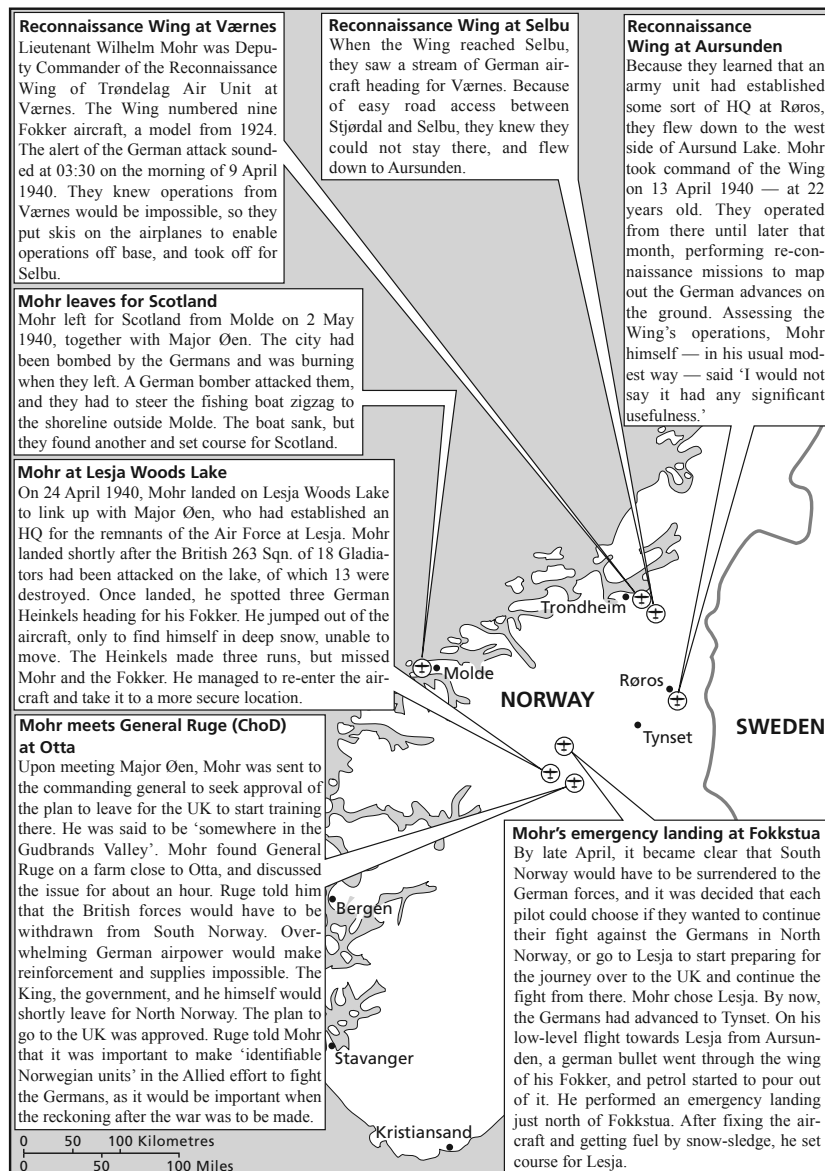 Reconnaissance Wing at Værnes
Lieutenant Wilhelm Mohr was Depu-
ty Commander of the Reconnaissance
Wing of Trøndelag Air Unit at
Værnes. The Wing numbered nine
Fokker aircraft, a model from 1924.
The alert of the German attack sound-
ed at 03:30 on the morning of 9 April
1940. They knew operations from
Værnes would be impossible, so they
put skis on the airplanes to enable
operations off base, and took off for
Selbu.
Reconnaissance Wing at Selbu
When the Wing reached Selbu,
they saw a stream of German air-
craft heading for Værnes. Because
of easy road access between
Stjørdal and Selbu, they knew they
could not stay there, and flew
down to Aursunden.
Reconnaissance
Wing at Aursunden
Because they learned that an
army unit had established
some sort of HQ at Røros,
they flew down to the west
side of Aursund Lake. Mohr
took command of the Wing
on 13 April 1940 — at 22
years old. They operated
from there until later that
month, performing re-con-
naissance missions to map
out the German advances on
the ground. Assessing the
Wing's operations, Mohr
himself — in his usual mod-
est way — said ‘I would not
say it had any significant
usefulness.’
Mohr leaves for Scotland
Mohr left for Scotland from Molde on 2 May
1940, together with Major Øen. The city had
been bombed by the Germans and was burning
when they left. A German bomber attacked them,
and they had to steer the fishing boat zigzag to
the shoreline outside Molde. The boat sank, but
they found another and set course for Scotland.
Mohr at Lesja Woods Lake
On 24 April 1940, Mohr landed on Lesja Woods Lake
to link up with Major Øen, who had established an
HQ for the remnants of the Air Force at Lesja. Mohr
landed shortly after the British 263 Sqn. of 18 Gladia-
tors had been attacked on the lake, of which 13 were
destroyed. Once landed, he spotted three German
Heinkels heading for his Fokker. He jumped out of the
aircraft, only to find himself in deep snow, unable to
move. The Heinkels made three runs, but missed
Mohr and the Fokker. He managed to re-enter the air-
craft and take it to a more secure location.
Mohr meets General Ruge (ChoD)
at Otta
Upon meeting Major Øen, Mohr was sent to
the commanding general to seek approval of
the plan to leave for the UK to start training
there. He was said to be ‘somewhere in the
Gudbrands Valley’. Mohr found General
Ruge on a farm close to Otta, and discussed
the issue for about an hour. Ruge told him
that the British forces would have to be
withdrawn from South Norway. Over-
whelming German airpower would make
reinforcement and supplies impossible. The
King, the government, and he himself would
shortly leave for North Norway. The plan to
go to the UK was approved. Ruge told Mohr
that it was important to make ‘identifiable
Norwegian units’ in the Allied effort to fight
the Germans, as it would be important when
the reckoning after the war was to be made.
Mohr's emergency landing at Fokkstua
By late April, it became clear that South
Norway would have to be surrendered to the
German forces, and it was decided that each
pilot could choose if they wanted to continue
their fight against the Germans in North
Norway, or go to Lesja to start preparing for
the journey over to the UK and continue the
fight from there. Mohr chose Lesja. By now,
the Germans had advanced to Tynset. On his
low-level flight towards Lesja from Aursun-
den, a german bullet went through the wing
of his Fokker, and petrol started to pour out
of it. He performed an emergency landing
just north of Fokkstua. After fixing the air-
craft and getting fuel by snow-sledge, he set
course for Lesja.
Trondheim
Molde
Røros
NORWAY
Tynset
SWEDEN
Bergen
Stavanger
Kristiansand
0 50 100 Kilometres
0 50 100 Miles